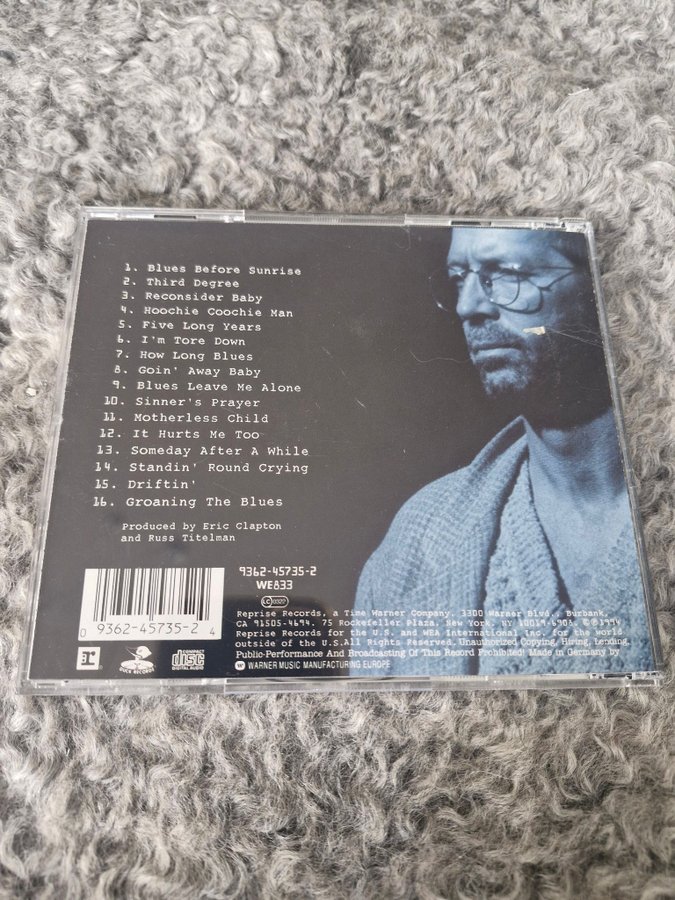 1. Blues Before Sunrise
2. Third Degree
3. Reconsider Baby
4. Hoochie Coochie Man
5. Five Long Years
6. I'm Tore Down
7. How Long Blues
8. Goin' Away Baby
9. Blues Leave Me Alone
10. Sinner's Prayer
11. Motherless Child
12. It Hurts Me Too
13. Someday After A While
14. Standin' Round Crying
15. Driftin'
16. Groaning The Blues
Produced by Eric Clapton
and Russ Titelman
9362-45735-2
WE833
LC 0322
0 9362-45735-2 4
Reprise Records, a Time Warner Company, 3300 Warner Blvd., Burbank,
CA 91505-4694. 75 Rockefeller Plaza, New York, NY 10019-6908. ©℗1994
Reprise Records for the U.S. and WEA International Inc. for the world
outside of the U.S. All Rights Reserved. Unauthorized Copying, Hiring, Lending,
Public-Performance And Broadcasting Of This Record Prohibited! Made in Germany by
WARNER MUSIC MANUFACTURING EUROPE
R
DUCK RECORDS
COMPACT
disc
DIGITAL AUDIO